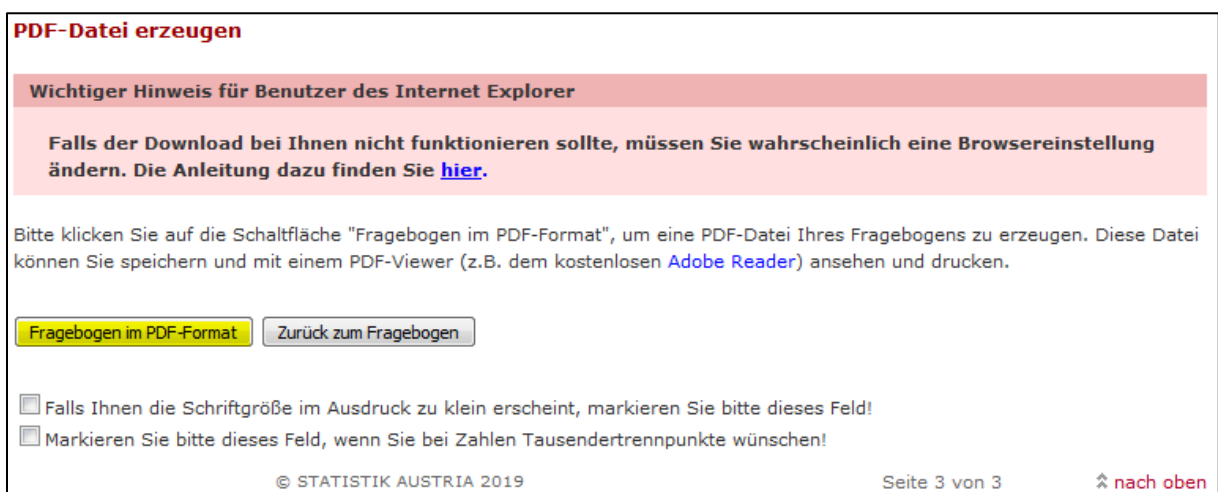 PDF-Datei erzeugen
Wichtiger Hinweis für Benutzer des Internet Explorer
Falls der Download bei Ihnen nicht funktionieren sollte, müssen Sie wahrscheinlich eine Browsereinstellung
ändern. Die Anleitung dazu finden Sie hier.
Bitte klicken Sie auf die Schaltfläche "Fragebogen im PDF-Format", um eine PDF-Datei Ihres Fragebogens zu erzeugen. Diese Datei
können Sie speichern und mit einem PDF-Viewer (z.B. dem kostenlosen Adobe Reader) ansehen und drucken.
Fragebogen im PDF-Format Zurück zum Fragebogen
Falls Ihnen die Schriftgröße im Ausdruck zu klein erscheint, markieren Sie bitte dieses Feld!
Markieren Sie bitte dieses Feld, wenn Sie bei Zahlen Tausendertrennpunkte wünschen!
© STATISTIK AUSTRIA 2019 Seite 3 von 3 nach oben